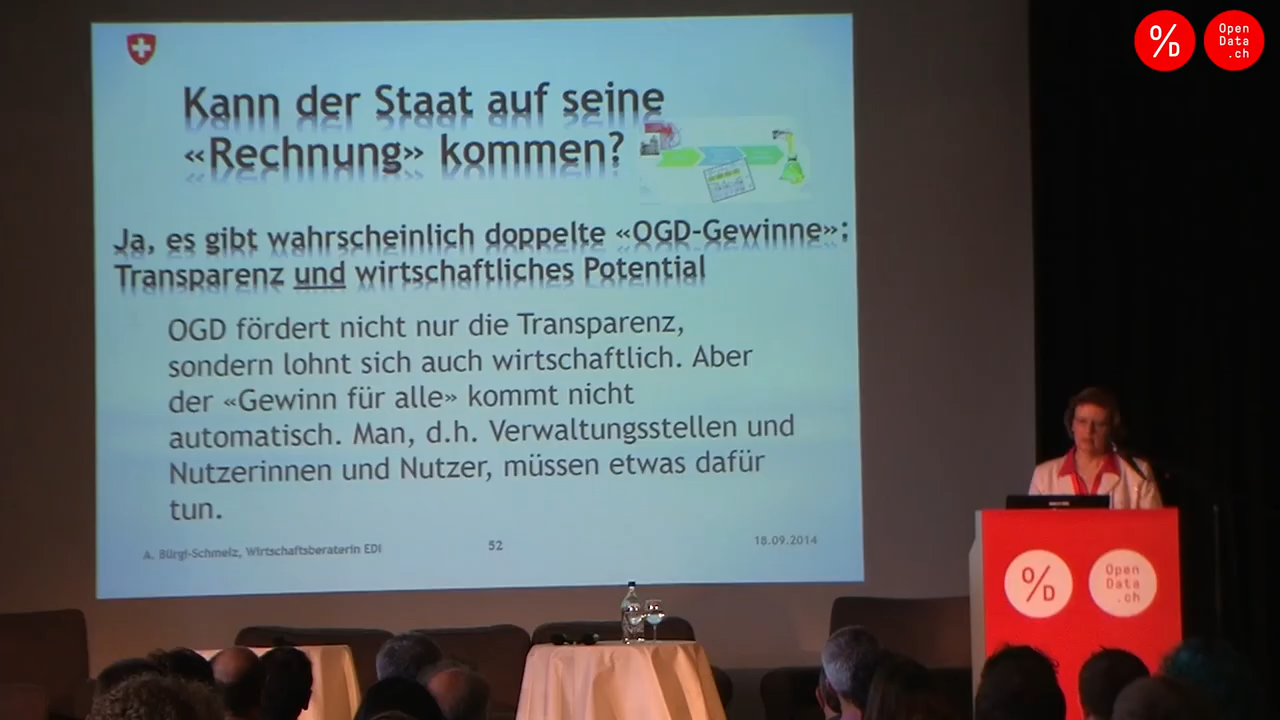 Kann der Staat auf seine
«Rechnung» kommen?
Ja, es gibt wahrscheinlich doppelte «OGD-Gewinne»:
Transparenz und wirtschaftliches Potential
OGD fördert nicht nur die Transparenz,
sondern lohnt sich auch wirtschaftlich. Aber
der «Gewinn für alle» kommt nicht
automatisch. Man, d.h. Verwaltungsstellen und
Nutzerinnen und Nutzer, müssen etwas dafür
tun.
A. Bürgi-Schmelz, Wirtschaftsberaterin EDI
52
18.09.2014
%D
Open
Data
.ch
%D
Open
Data
.ch